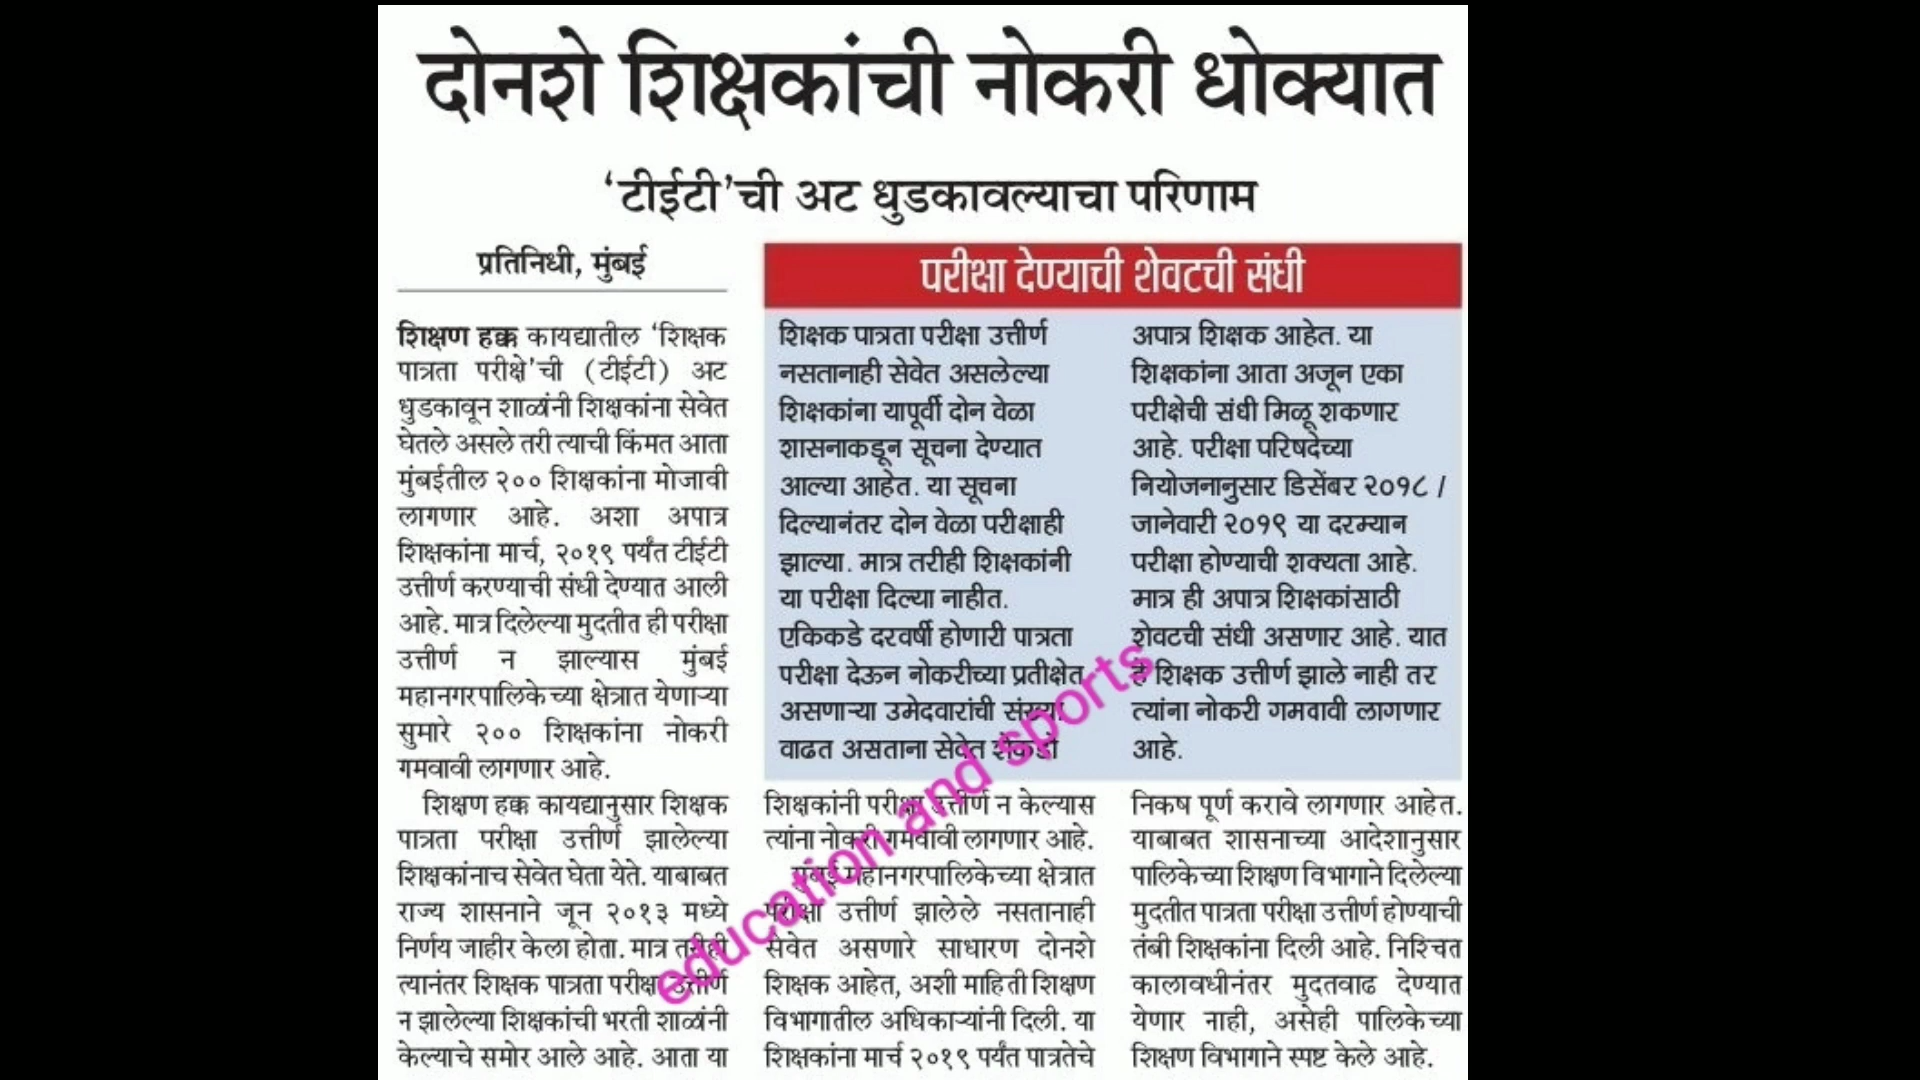 दोनशे शिक्षकांची नोकरी धोक्यात
‘टीईटी’ची अट धुडकावल्याचा परिणाम
प्रतिनिधी, मुंबई
शिक्षण हक्क कायद्यातील ‘शिक्षक
पात्रता परीक्षे’ची (टीईटी) अट
धुडकावून शाळांनी शिक्षकांना सेवेत
घेतले असले तरी त्याची किंमत आता
मुंबईतील २०० शिक्षकांना मोजावी
लागणार आहे. अशा अपात्र
शिक्षकांना मार्च, २०१९ पर्यंत टीईटी
उत्तीर्ण करण्याची संधी देण्यात आली
आहे. मात्र दिलेल्या मुदतीत ही परीक्षा
उत्तीर्ण न झाल्यास मुंबई
महानगरपालिकेच्या क्षेत्रात येणाऱ्या
सुमारे २०० शिक्षकांना नोकरी
गमवावी लागणार आहे.
शिक्षण हक्क कायद्यानुसार शिक्षक
पात्रता परीक्षा उत्तीर्ण झालेल्या
शिक्षकांनाच सेवेत घेता येते. याबाबत
राज्य शासनाने जून २०१३ मध्ये
निर्णय जाहीर केला होता. मात्र तरीही
त्यानंतर शिक्षक पात्रता परीक्षा उत्तीर्ण
न झालेल्या शिक्षकांची भरती शाळांनी
केल्याचे समोर आले आहे. आता या
परीक्षा देण्याची शेवटची संधी
शिक्षक पात्रता परीक्षा उत्तीर्ण
नसतानाही सेवेत असलेल्या
शिक्षकांना यापूर्वी दोन वेळा
शासनाकडून सूचना देण्यात
आल्या आहेत. या सूचना
दिल्यानंतर दोन वेळा परीक्षाही
झाल्या. मात्र तरीही शिक्षकांनी
या परीक्षा दिल्या नाहीत.
एकिकडे दरवर्षी होणारी पात्रता
परीक्षा देऊन नोकरीच्या प्रतीक्षेत
असणाऱ्या उमेदवारांची संख्या
वाढत असताना सेवेत शेकडो
अपात्र शिक्षक आहेत. या
शिक्षकांना आता अजून एका
परीक्षेची संधी मिळू शकणार
आहे. परीक्षा परिषदेच्या
नियोजनानुसार डिसेंबर २०१८ /
जानेवारी २०१९ या दरम्यान
परीक्षा होण्याची शक्यता आहे.
मात्र ही अपात्र शिक्षकांसाठी
शेवटची संधी असणार आहे. यात
हे शिक्षक उत्तीर्ण झाले नाही तर
त्यांना नोकरी गमवावी लागणार
आहे.
शिक्षकांनी परीक्षा उत्तीर्ण न केल्यास
त्यांना नोकरी गमवावी लागणार आहे.
मुंबई महानगरपालिकेच्या क्षेत्रात
परीक्षा उत्तीर्ण झालेले नसतानाही
सेवेत असणारे साधारण दोनशे
शिक्षक आहेत, अशी माहिती शिक्षण
विभागातील अधिकाऱ्यांनी दिली. या
शिक्षकांना मार्च २०१९ पर्यंत पात्रतेचे
निकष पूर्ण करावे लागणार आहेत.
याबाबत शासनाच्या आदेशानुसार
पालिकेच्या शिक्षण विभागाने दिलेल्या
मुदतीत पात्रता परीक्षा उत्तीर्ण होण्याची
तंबी शिक्षकांना दिली आहे. निश्चित
कालावधीनंतर मुदतवाढ देण्यात
येणार नाही, असेही पालिकेच्या
शिक्षण विभागाने स्पष्ट केले आहे.
education and sports